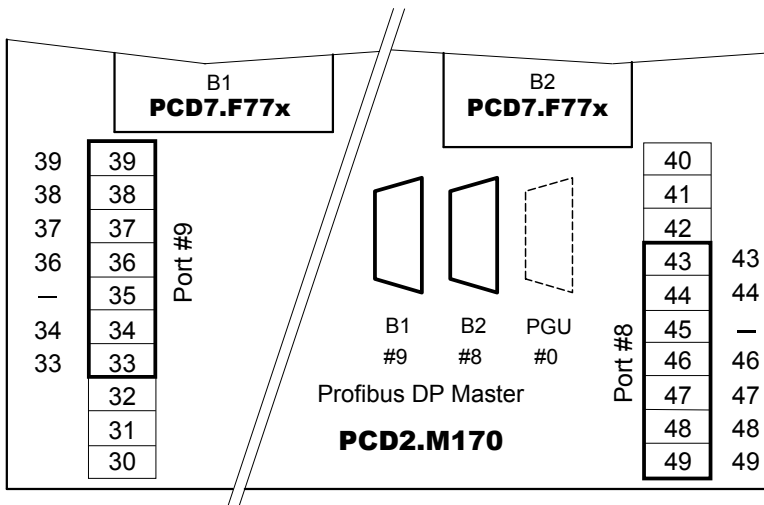 B1
PCD7.F77x
B2
PCD7.F77x
39 39
38 38
37 37
36 36
— 35
34 34
33 33
32
31
30
Port #9
B1 B2 PGU
#9 #8 #0
Profibus DP Master
PCD2.M170
Port #8
40
41
42
43 43
44 44
45 —
46 46
47 47
48 48
49 49